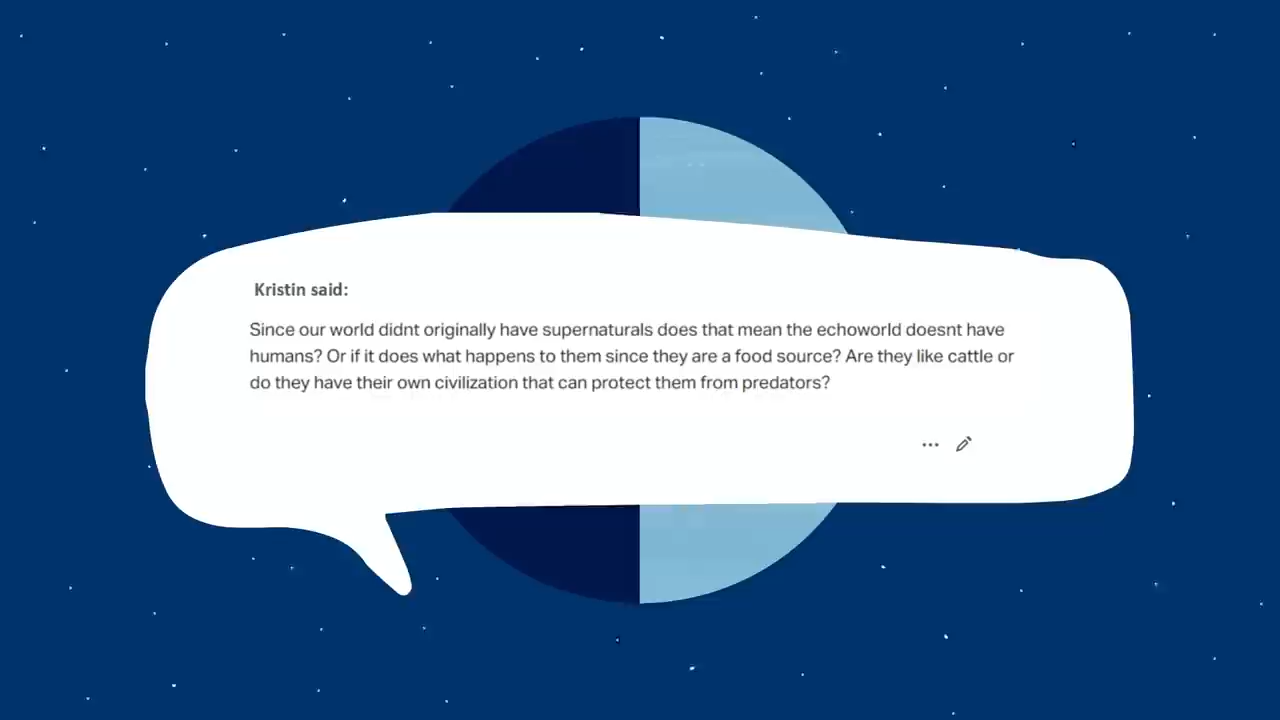 Kristin said:
Since our world didnt originally have supernaturals does that mean the echoworld doesnt have
humans? Or if it does what happens to them since they are a food source? Are they like cattle or
do they have their own civilization that can protect them from predators?